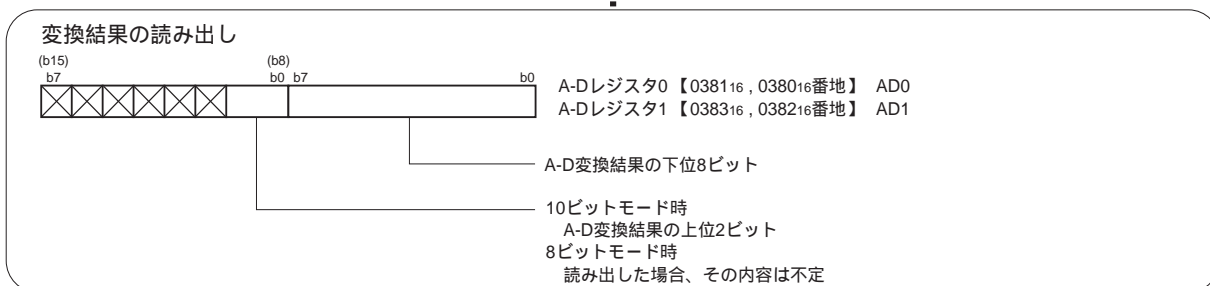 変換結果の読み出し
(b15) (b8)
b7 b0 b7 b0
A-Dレジスタ0【038116 , 038016番地】 AD0
A-Dレジスタ1【038316 , 038216番地】 AD1
A-D変換結果の下位8ビット
10ビットモード時
A-D変換結果の上位2ビット
8ビットモード時
読み出した場合、その内容は不定